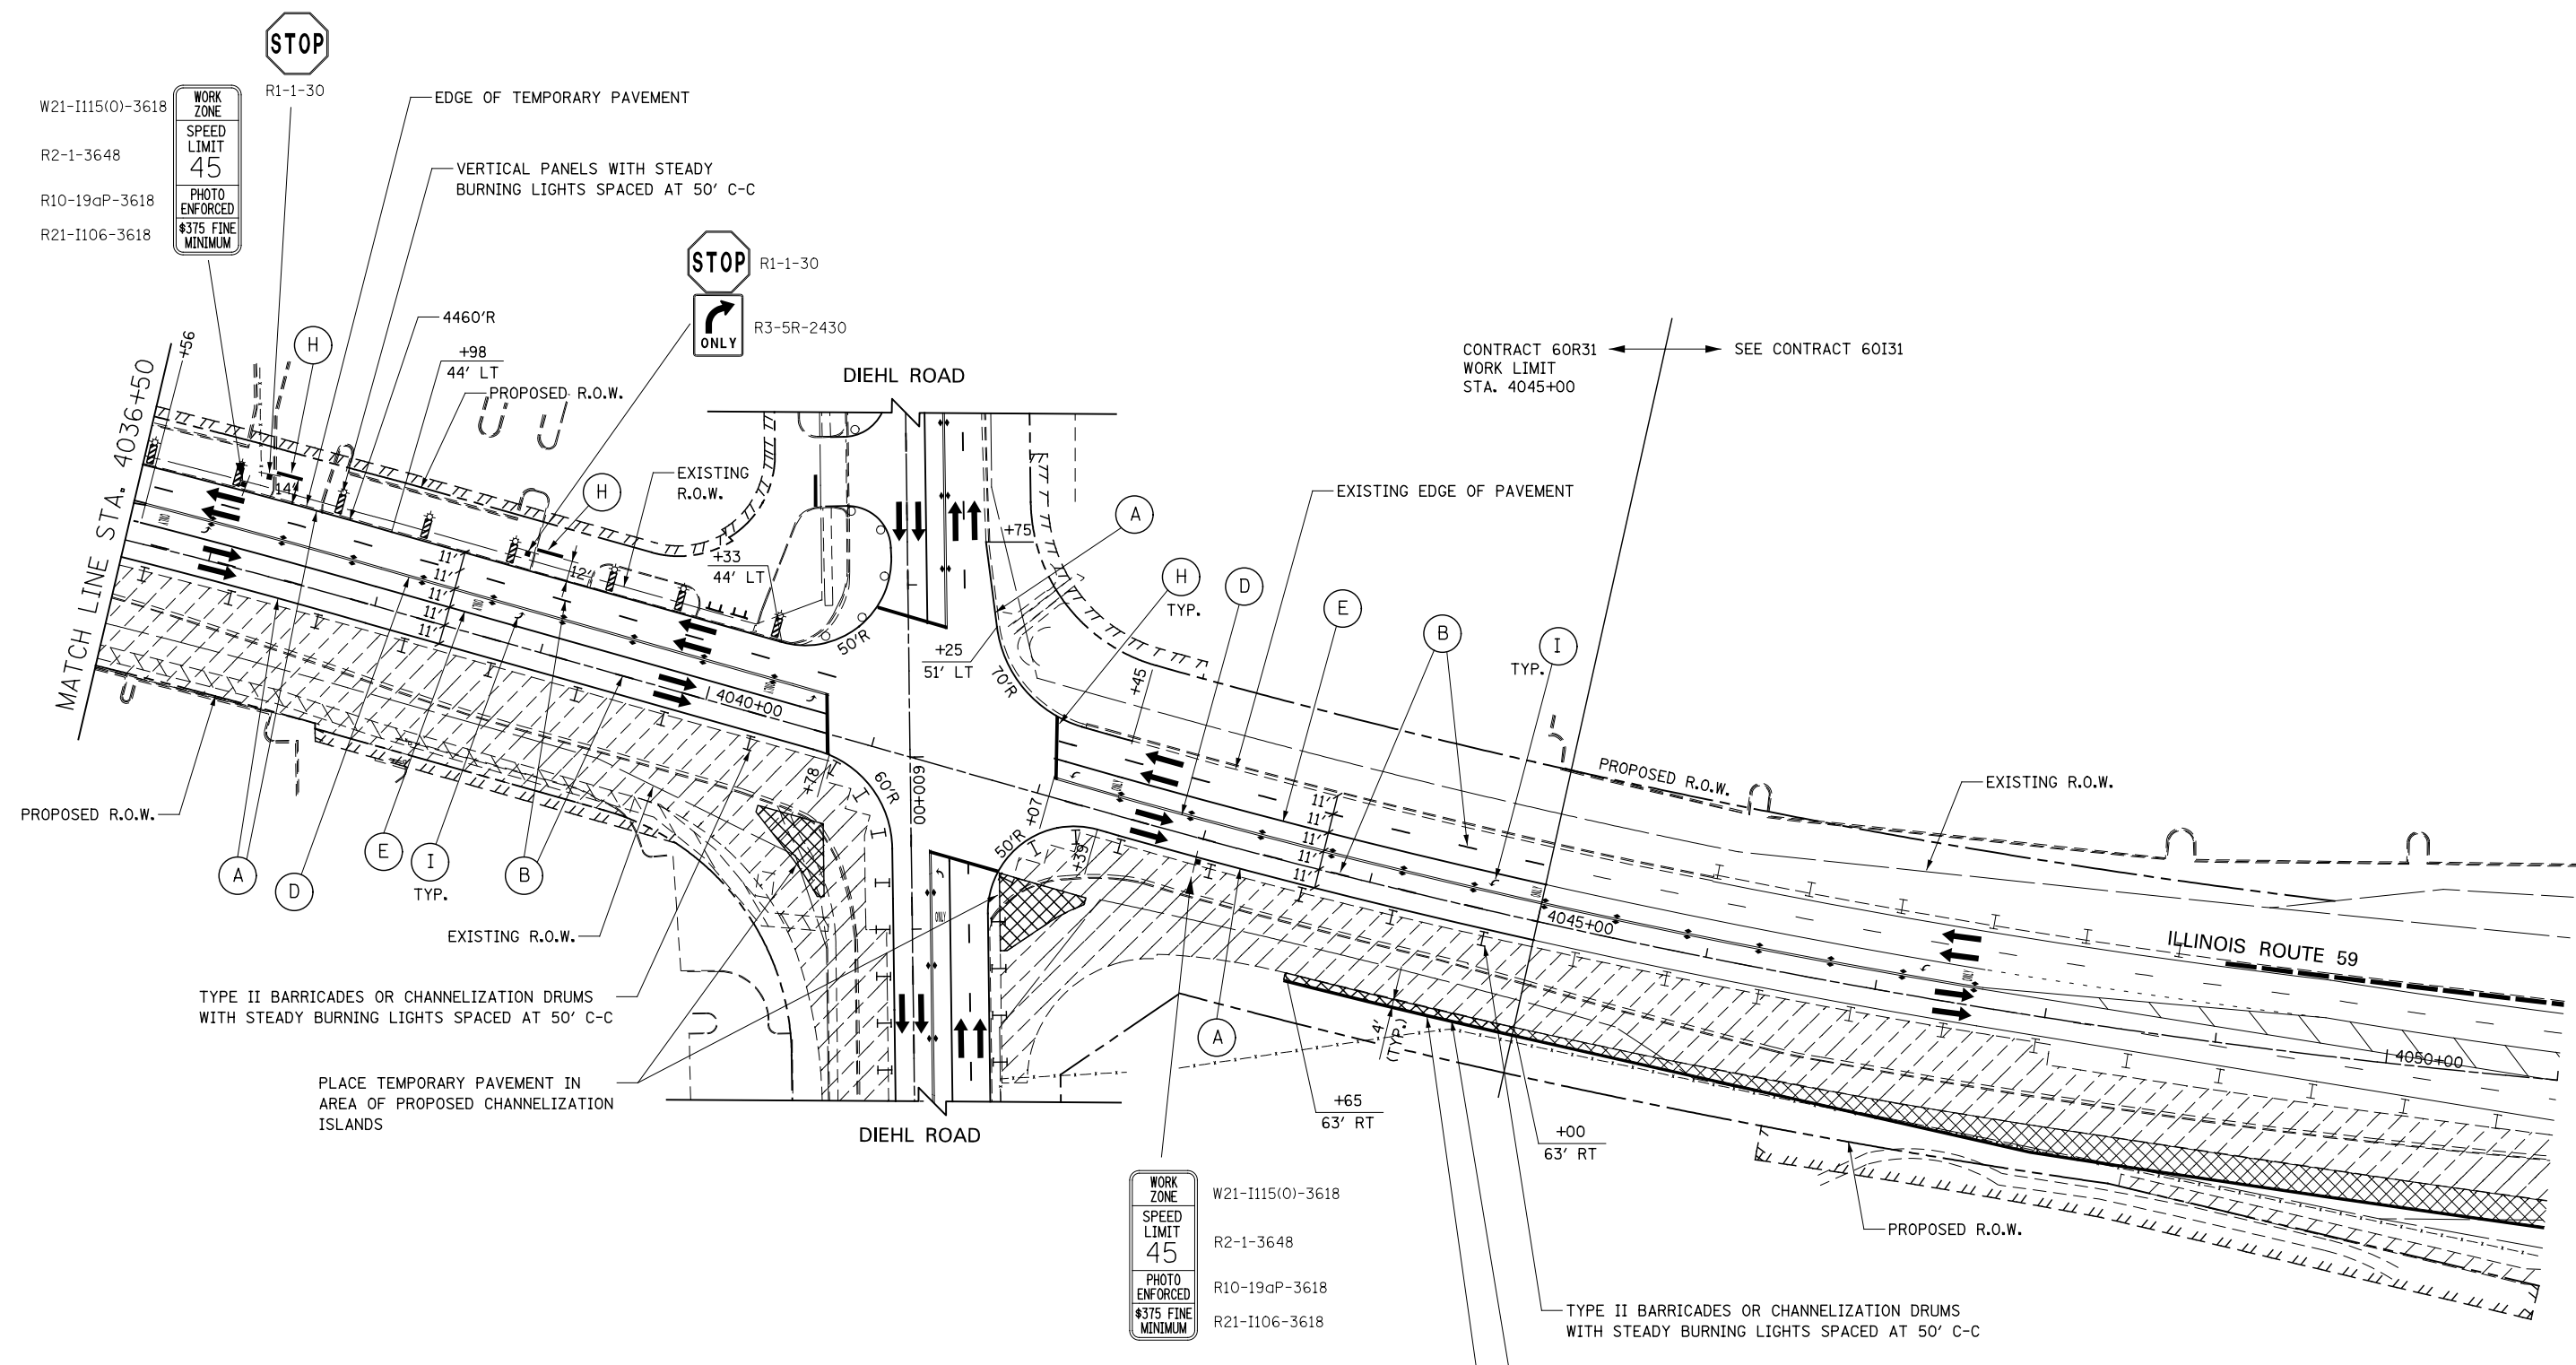 STOP
R1-1-30
W21-I115(O)-3618
WORK
ZONE
SPEED
LIMIT
45
R2-1-3648
PHOTO
ENFORCED
R10-19aP-3618
$375 FINE
MINIMUM
R21-I106-3618
EDGE OF TEMPORARY PAVEMENT
VERTICAL PANELS WITH STEADY
BURNING LIGHTS SPACED AT 50' C-C
STOP
R1-1-30
ONLY
R3-5R-2430
H
4460'R
+98
44' LT
PROPOSED R.O.W.
+56
MATCH LINE STA. 4036+50
14'
H
EXISTING
R.O.W.
12'
+33
44' LT
DIEHL ROAD
50'R
+75
A
+25
51' LT
70'R
EXISTING EDGE OF PAVEMENT
CONTRACT 60R31
WORK LIMIT
STA. 4045+00
SEE CONTRACT 60I31
H
TYP.
D
E
B
I
TYP.
+45
11'
11'
11'
11'
11'
ONLY
ONLY
ONLY
4040+00
+78
60'R
600+00
50'R
+07
+39
ONLY
ONLY
11'
11'
11'
11'
11'
ONLY
4045+00
PROPOSED R.O.W.
EXISTING R.O.W.
ILLINOIS ROUTE 59
4050+00
PROPOSED R.O.W.
A
D
E
I
TYP.
B
EXISTING R.O.W.
TYPE II BARRICADES OR CHANNELIZATION DRUMS
WITH STEADY BURNING LIGHTS SPACED AT 50' C-C
PLACE TEMPORARY PAVEMENT IN
AREA OF PROPOSED CHANNELIZATION
ISLANDS
DIEHL ROAD
A
4'
(TYP.)
+65
63' RT
+00
63' RT
PROPOSED R.O.W.
WORK
ZONE
W21-I115(O)-3618
SPEED
LIMIT
45
R2-1-3648
PHOTO
ENFORCED
R10-19aP-3618
$375 FINE
MINIMUM
R21-I106-3618
TYPE II BARRICADES OR CHANNELIZATION DRUMS
WITH STEADY BURNING LIGHTS SPACED AT 50' C-C